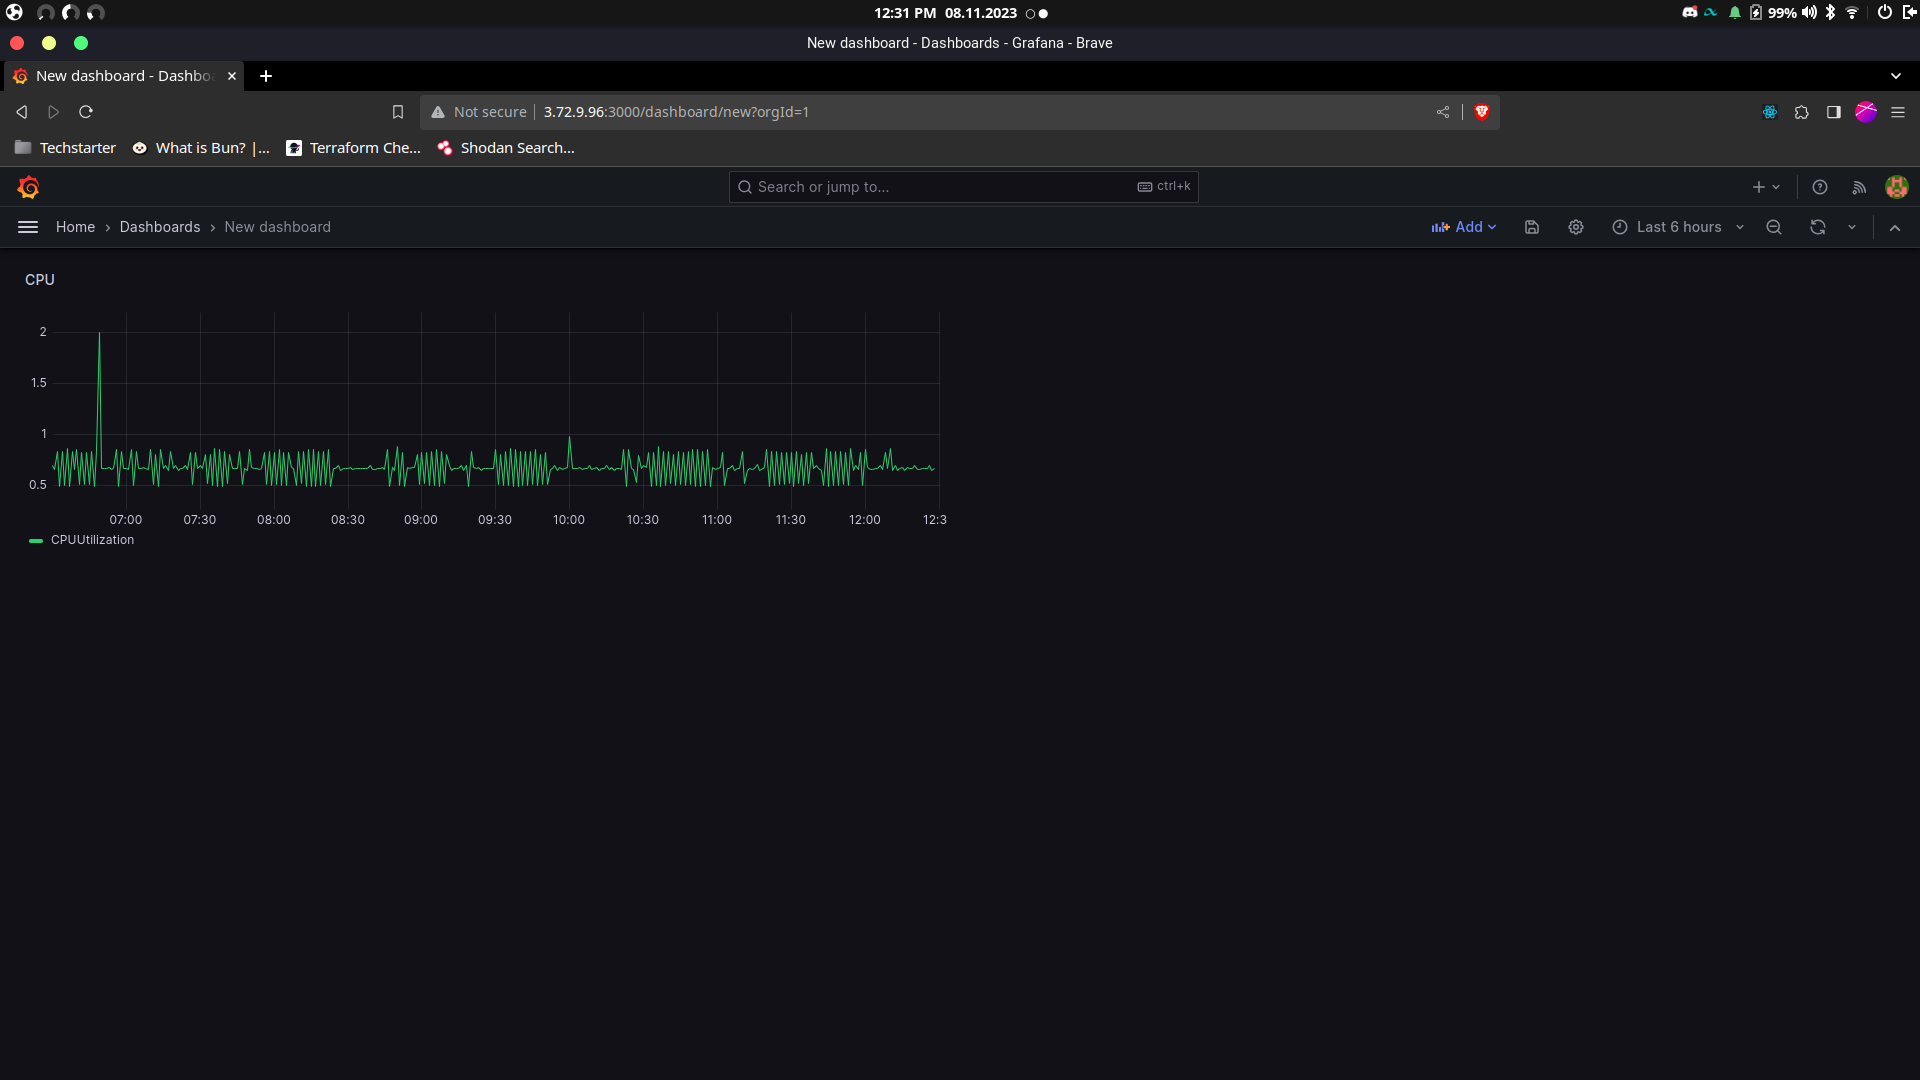 12:31 PM 08.11.2023
99%
New dashboard - Dashboards - Grafana - Brave
New dashboard - Dashboa
Not secure 3.72.9.96:3000/dashboard/new?orgId=1
Techstarter What is Bun? |... Terraform Che... Shodan Search...
Search or jump to... ctrl+k
Home › Dashboards › New dashboard
Add Last 6 hours
CPU
2
1.5
1
0.5
07:00 07:30 08:00 08:30 09:00 09:30 10:00 10:30 11:00 11:30 12:00 12:3
CPUUtilization